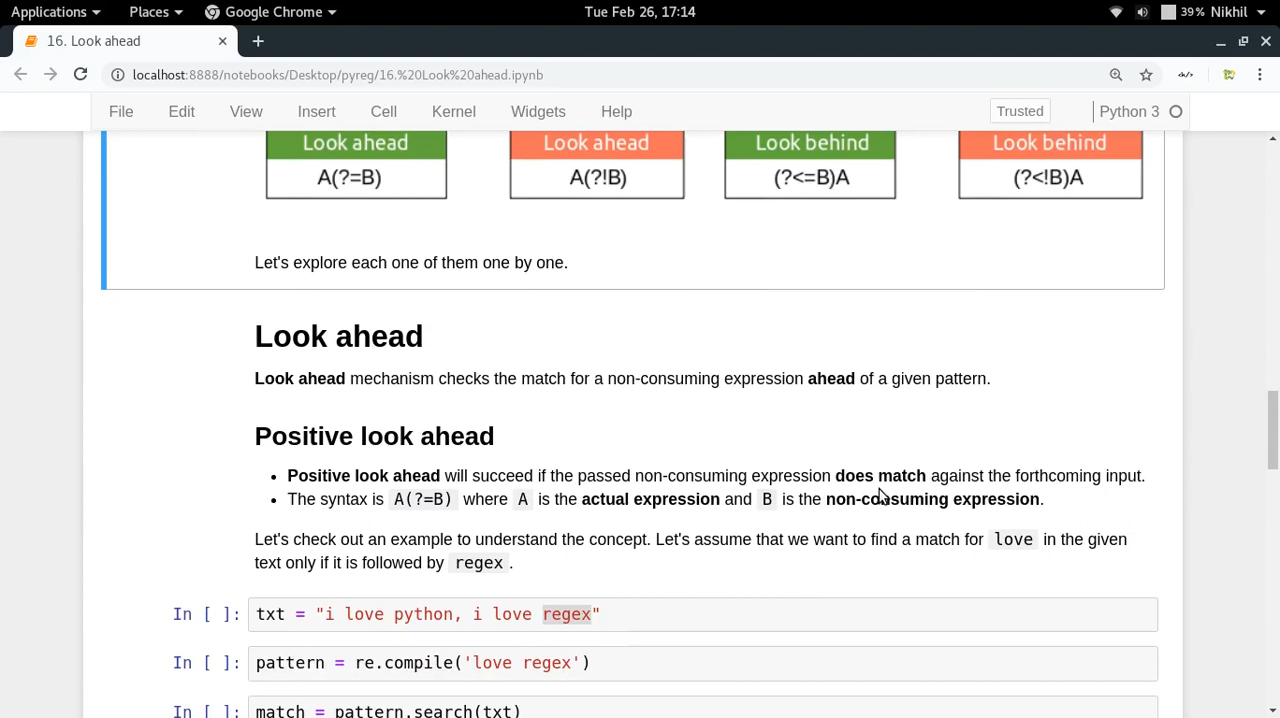 Applications Places Google Chrome Tue Feb 26, 17:14 39% Nikhil
16. Look ahead
localhost:8888/notebooks/Desktop/pyreg/16.%20Look%20ahead.ipynb
File Edit View Insert Cell Kernel Widgets Help Trusted Python 3
Look ahead Look ahead Look behind Look behind
A(?=B) A(?!B) (?<=B)A (?<!B)A
Let's explore each one of them one by one.
Look ahead
Look ahead mechanism checks the match for a non-consuming expression ahead of a given pattern.
Positive look ahead
• Positive look ahead will succeed if the passed non-consuming expression does match against the forthcoming input.
• The syntax is A(?=B) where A is the actual expression and B is the non-consuming expression.
Let's check out an example to understand the concept. Let's assume that we want to find a match for love in the given
text only if it is followed by regex.
In [ ]: txt = "i love python, i love regex"
In [ ]: pattern = re.compile('love regex')
In [ ]: match = pattern.search(txt)